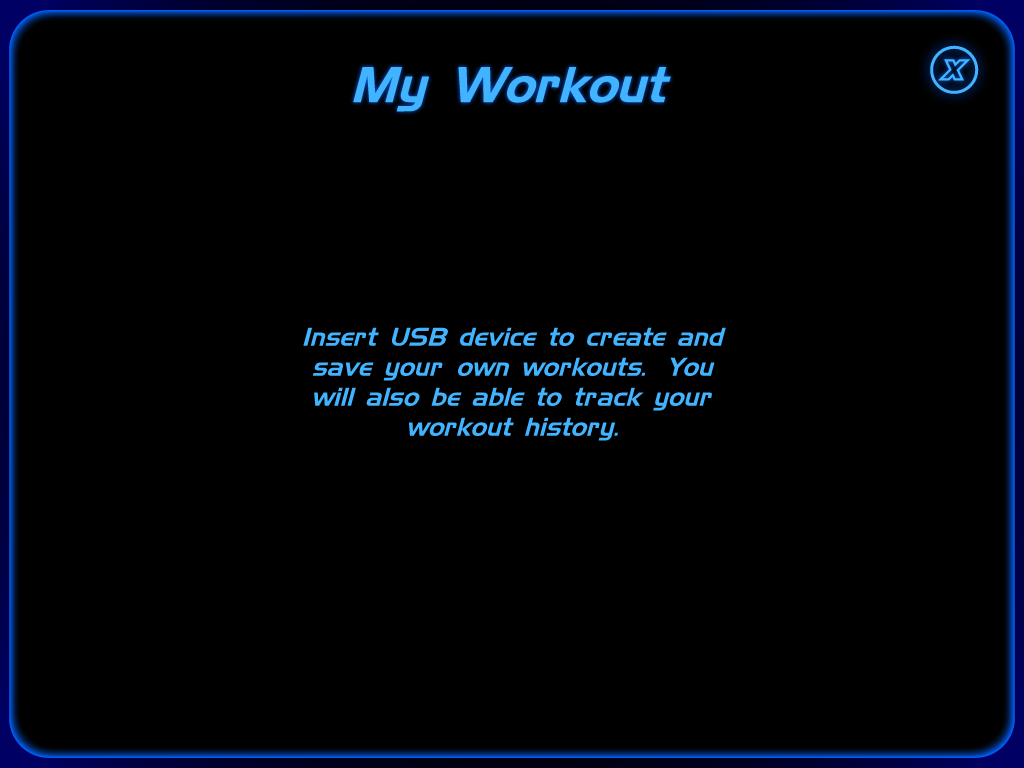 My Workout
X
Insert USB device to create and
save your own workouts.  You
will also be able to track your
workout history.